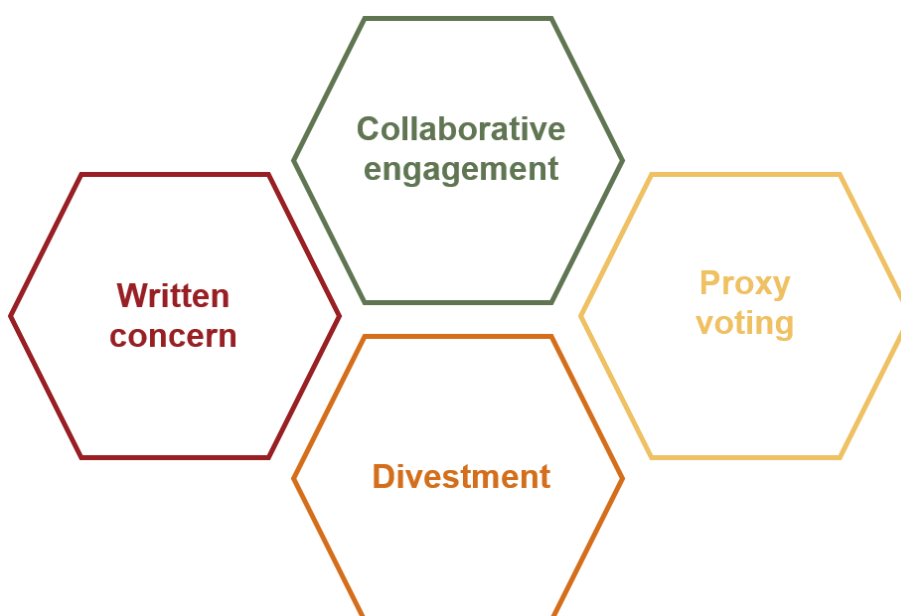 Collaborative
engagement
Written
concern
Proxy
voting
Divestment